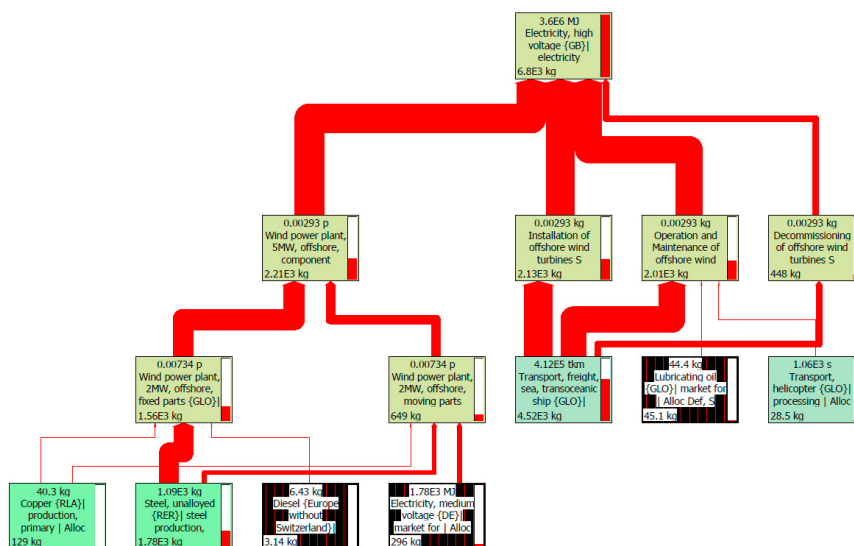 3.6E6 MJ
Electricity, high
voltage {GB}|
electricity
6.8E3 kg
0.00293 p
Wind power plant,
5MW, offshore,
component
2.21E3 kg
0.00293 kg
Installation of
offshore wind
turbines S
2.13E3 kg
0.00293 kg
Operation and
Maintenance of
offshore wind
2.01E3 kg
0.00293 kg
Decommissioning
of offshore wind
turbines S
448 kg
0.00734 p
Wind power plant,
2MW, offshore,
fixed parts {GLO}|
1.56E3 kg
0.00734 p
Wind power plant,
2MW, offshore,
moving parts
649 kg
4.12E5 tkm
Transport, freight,
sea, transoceanic
ship {GLO}|
4.52E3 kg
44.4 kg
Lubricating oil
{GLO}| market for
| Alloc Def, S
45.1 kg
1.06E3 s
Transport,
helicopter {GLO}|
processing | Alloc
28.5 kg
40.3 kg
Copper {RLA}|
production,
primary | Alloc
129 kg
1.09E3 kg
Steel, unalloyed
{RER}| steel
production,
1.78E3 kg
6.43 kg
Diesel {Europe
without
Switzerland}|
3.14 kg
1.78E3 MJ
Electricity, medium
voltage {DE}|
market for | Alloc
296 kg